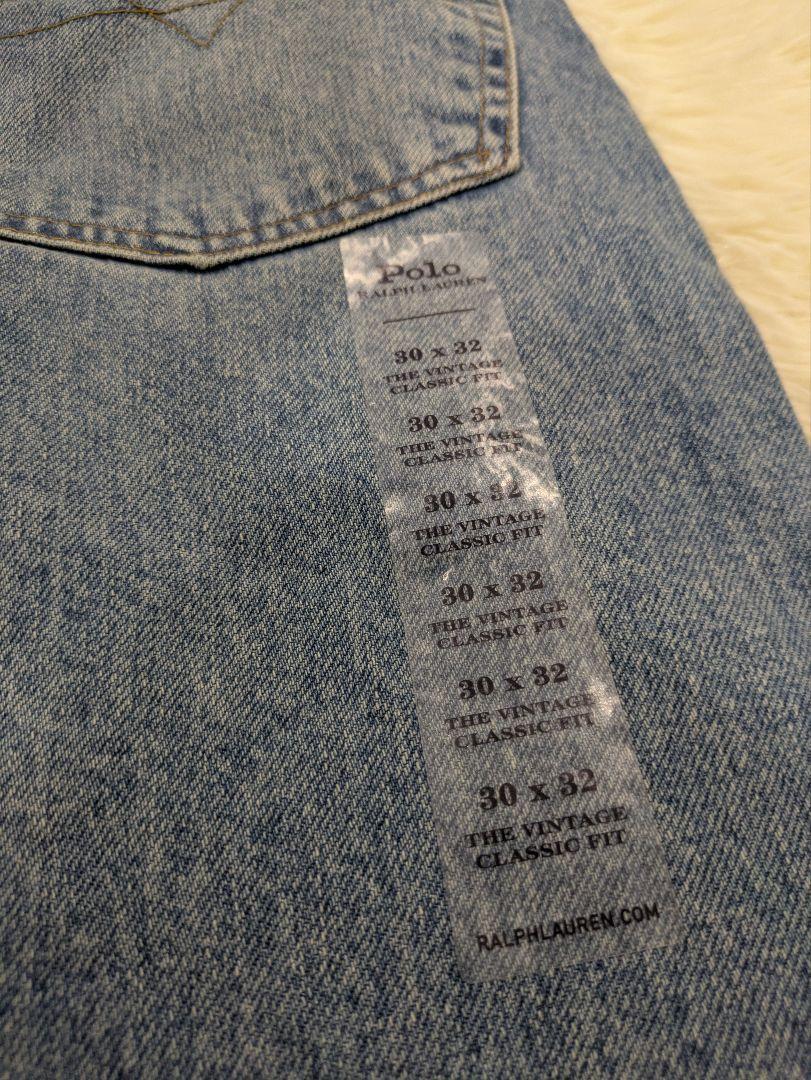 Polo
RALPH LAUREN
30 x 32
THE VINTAGE
CLASSIC FIT
30 x 32
THE VINTAGE
CLASSIC FIT
30 x 32
THE VINTAGE
CLASSIC FIT
30 x 32
THE VINTAGE
CLASSIC FIT
30 x 32
THE VINTAGE
CLASSIC FIT
30 x 32
THE VINTAGE
CLASSIC FIT
RALPHLAUREN.COM